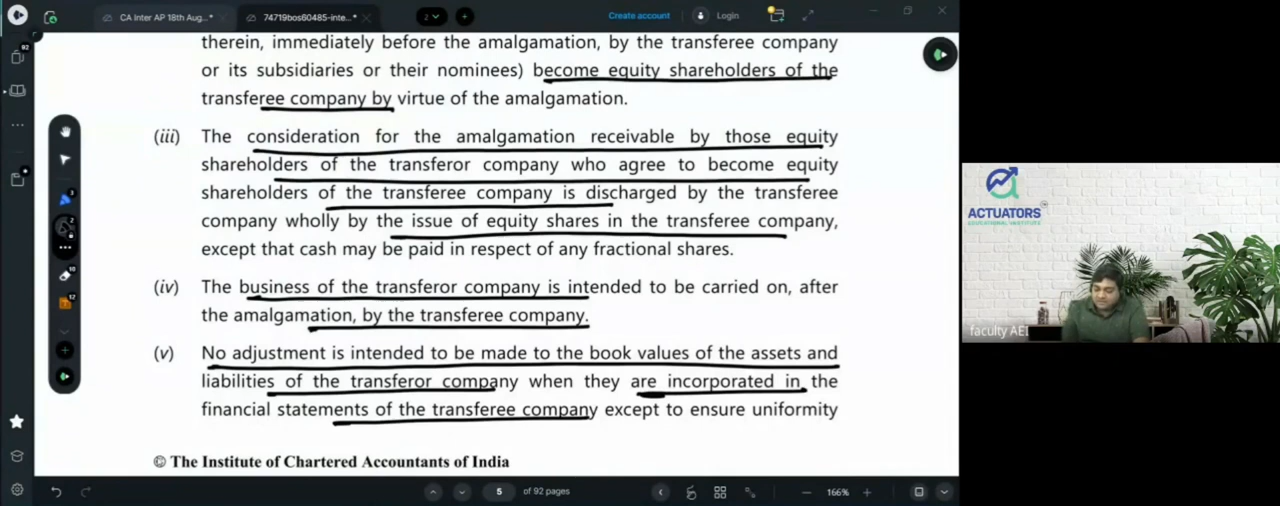 CA Inter AP 18th Aug...*
74719bos60485-inte...*
2
Create account
Login
92
therein, immediately before the amalgamation, by the transferee company
or its subsidiaries or their nominees) become equity shareholders of the
transferee company by virtue of the amalgamation.
(iii) The consideration for the amalgamation receivable by those equity
shareholders of the transferor company who agree to become equity
shareholders of the transferee company is discharged by the transferee
company wholly by the issue of equity shares in the transferee company,
except that cash may be paid in respect of any fractional shares.
(iv) The business of the transferor company is intended to be carried on, after
the amalgamation, by the transferee company.
(v) No adjustment is intended to be made to the book values of the assets and
liabilities of the transferor company when they are incorporated in the
financial statements of the transferee company except to ensure uniformity
© The Institute of Chartered Accountants of India
3
2
10
12
5 of 92 pages
166%
ACTUATORS
EDUCATIONAL INSTITUTE
faculty AEI